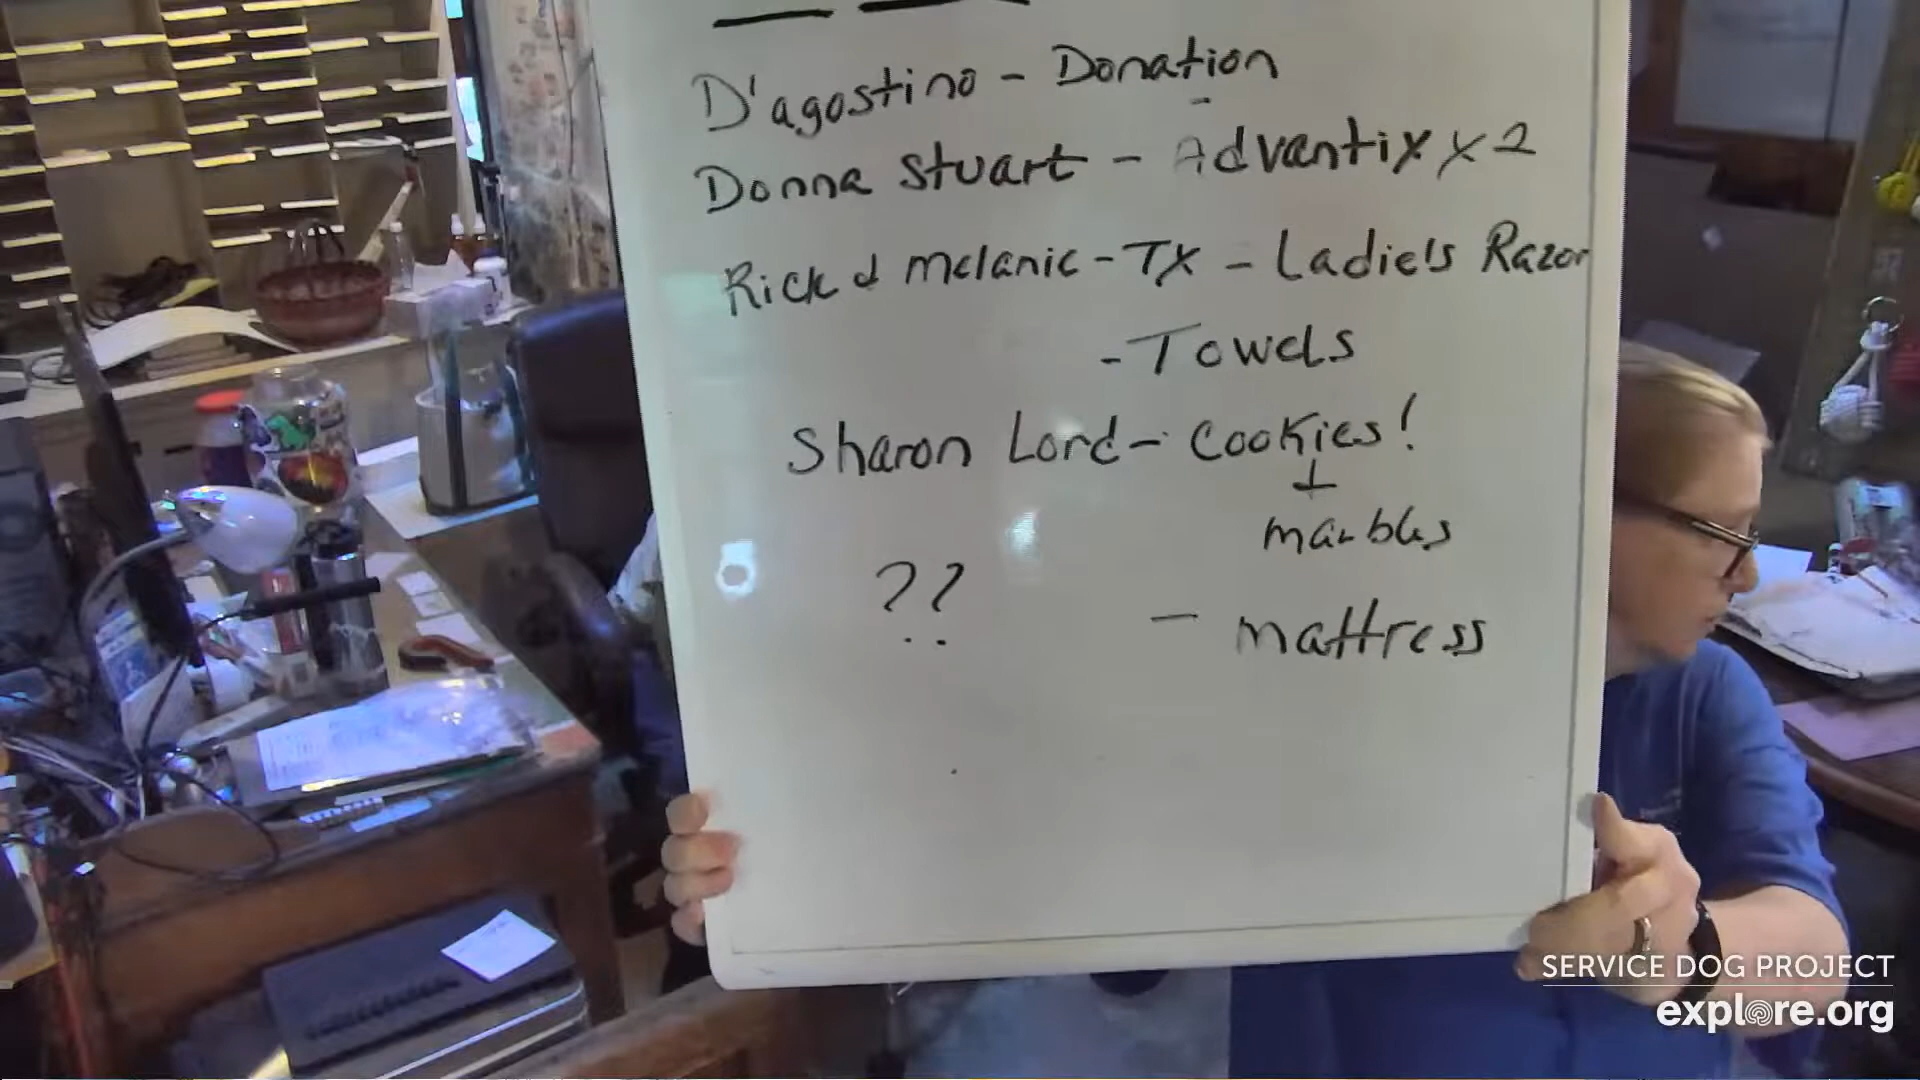 D'agostino - Donation
Donna Stuart - Advantix x 2
Rick & Melanie - TX - Ladie's Razor
- Towels
Sharon Lord - Cookies!
+
marbles
?? - mattress
SERVICE DOG PROJECT
explore.org